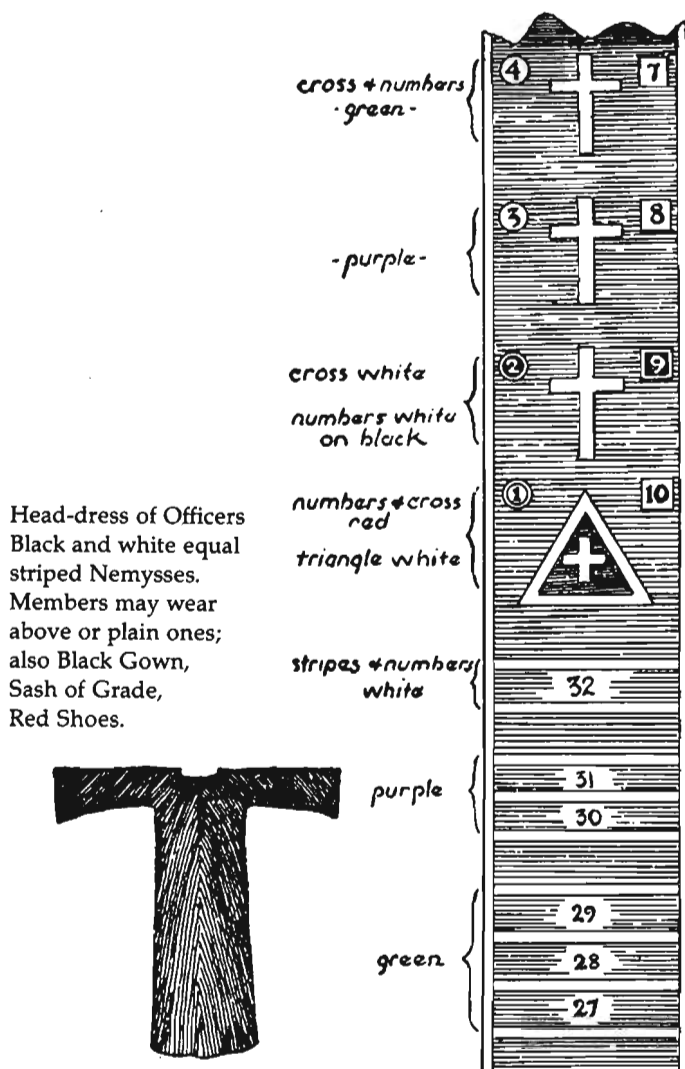 cross & numbers
- green -
4 7
- purple -
3 8
cross white
numbers white
on black
2 9
numbers & cross
red
triangle white
1 10
stripes & numbers
white
32
purple
31
30
green
29
28
27
Head-dress of Officers
Black and white equal
striped Nemysses.
Members may wear
above or plain ones;
also Black Gown,
Sash of Grade,
Red Shoes.